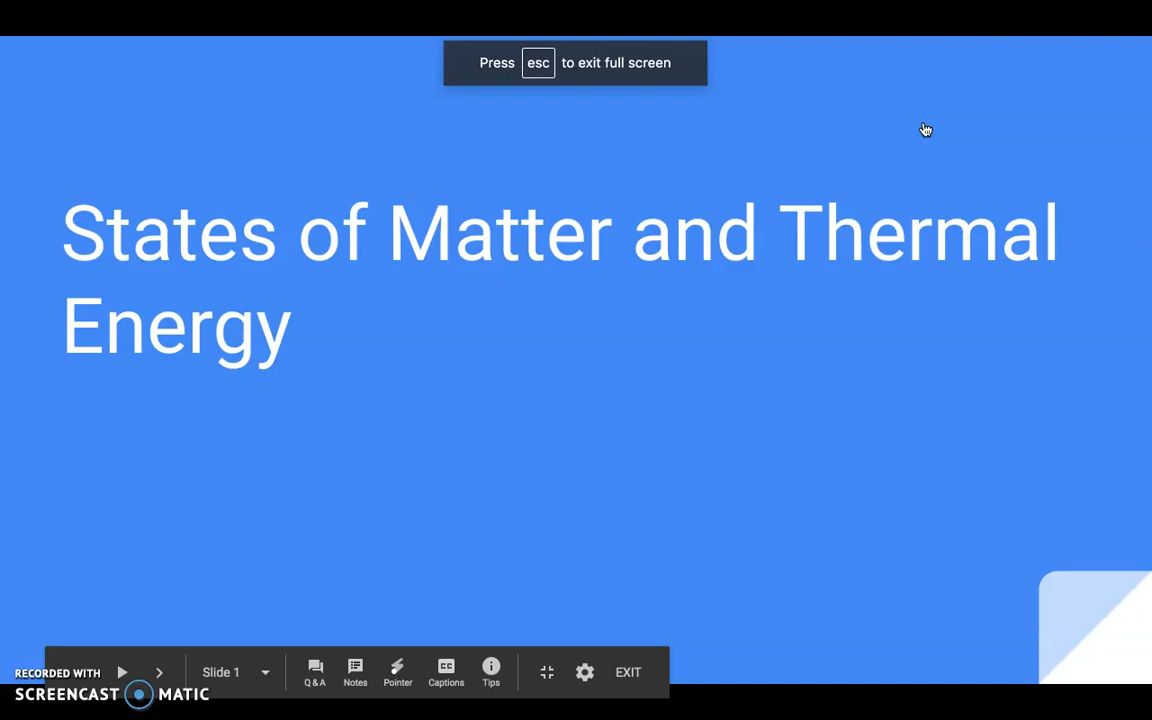 Press esc to exit full screen
States of Matter and Thermal
Energy
Slide 1
Q & A Notes Pointer Captions Tips EXIT
RECORDED WITH
SCREENCAST MATIC